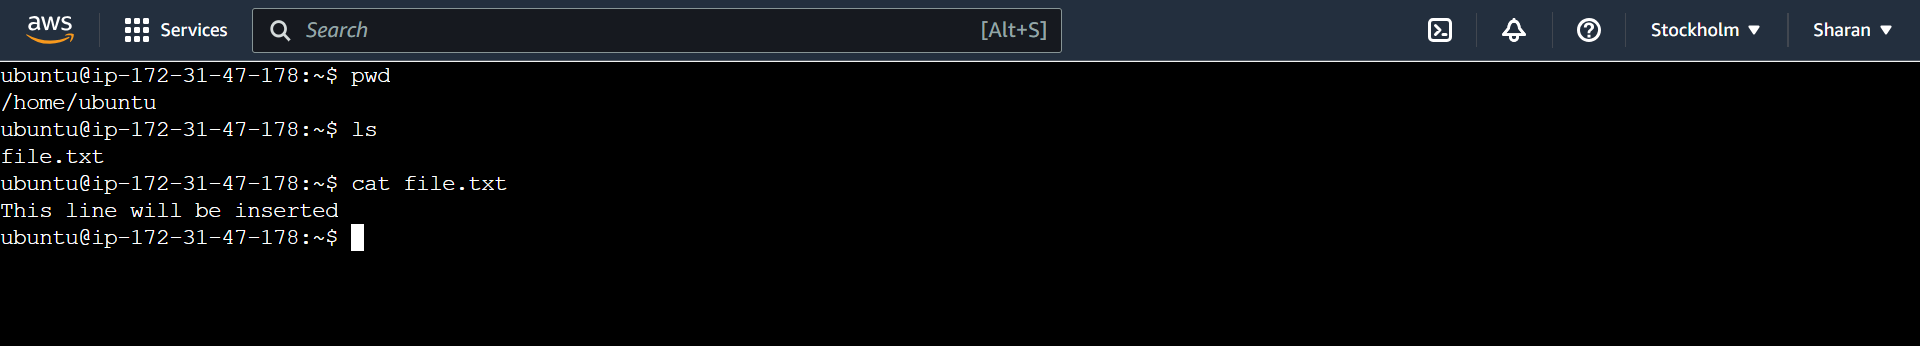 aws Services Search [Alt+S] Stockholm Sharan
ubuntu@ip-172-31-47-178:~$ pwd
/home/ubuntu
ubuntu@ip-172-31-47-178:~$ ls
file.txt
ubuntu@ip-172-31-47-178:~$ cat file.txt
This line will be inserted
ubuntu@ip-172-31-47-178:~$